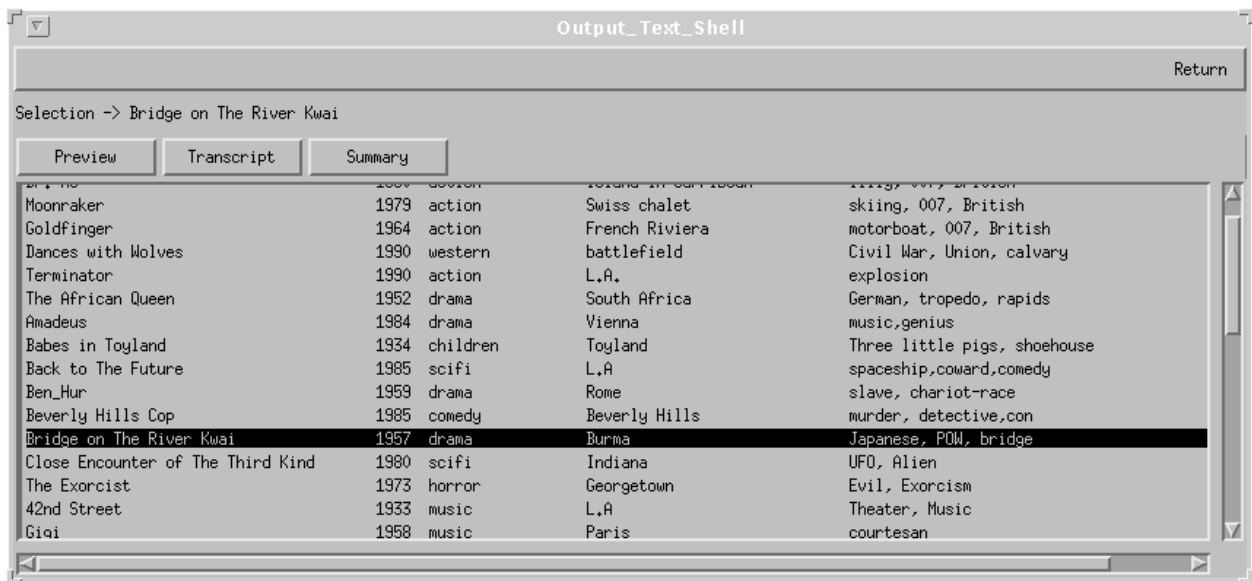 Output_Text_Shell
Return
Selection -> Bridge on The River Kwai
Preview Transcript Summary
Moonraker 1979 action Swiss chalet skiing, 007, British
Goldfinger 1964 action French Riviera motorboat, 007, British
Dances with Wolves 1990 western battlefield Civil War, Union, calvary
Terminator 1990 action L.A. explosion
The African Queen 1952 drama South Africa German, tropedo, rapids
Amadeus 1984 drama Vienna music,genius
Babes in Toyland 1934 children Toyland Three little pigs, shoehouse
Back to The Future 1985 scifi L.A spaceship,coward,comedy
Ben_Hur 1959 drama Rome slave, chariot-race
Beverly Hills Cop 1985 comedy Beverly Hills murder, detective,con
Bridge on The River Kwai 1957 drama Burma Japanese, POW, bridge
Close Encounter of The Third Kind 1980 scifi Indiana UFO, Alien
The Exorcist 1973 horror Georgetown Evil, Exorcism
42nd Street 1933 music L.A Theater, Music
Gigi 1958 music Paris courtesan